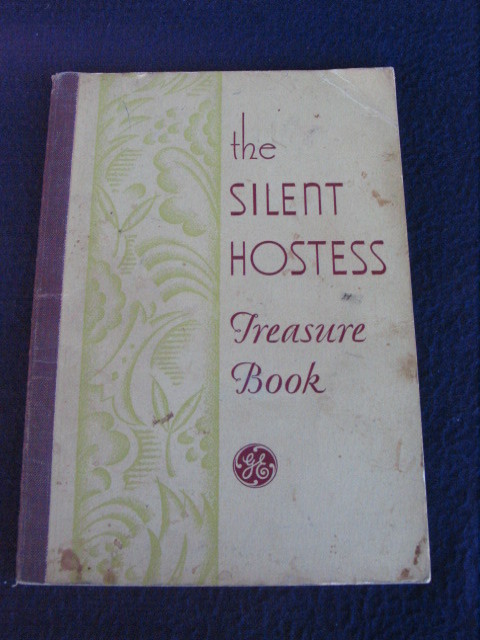 the
SILENT
HOSTESS
Treasure
Book
GE